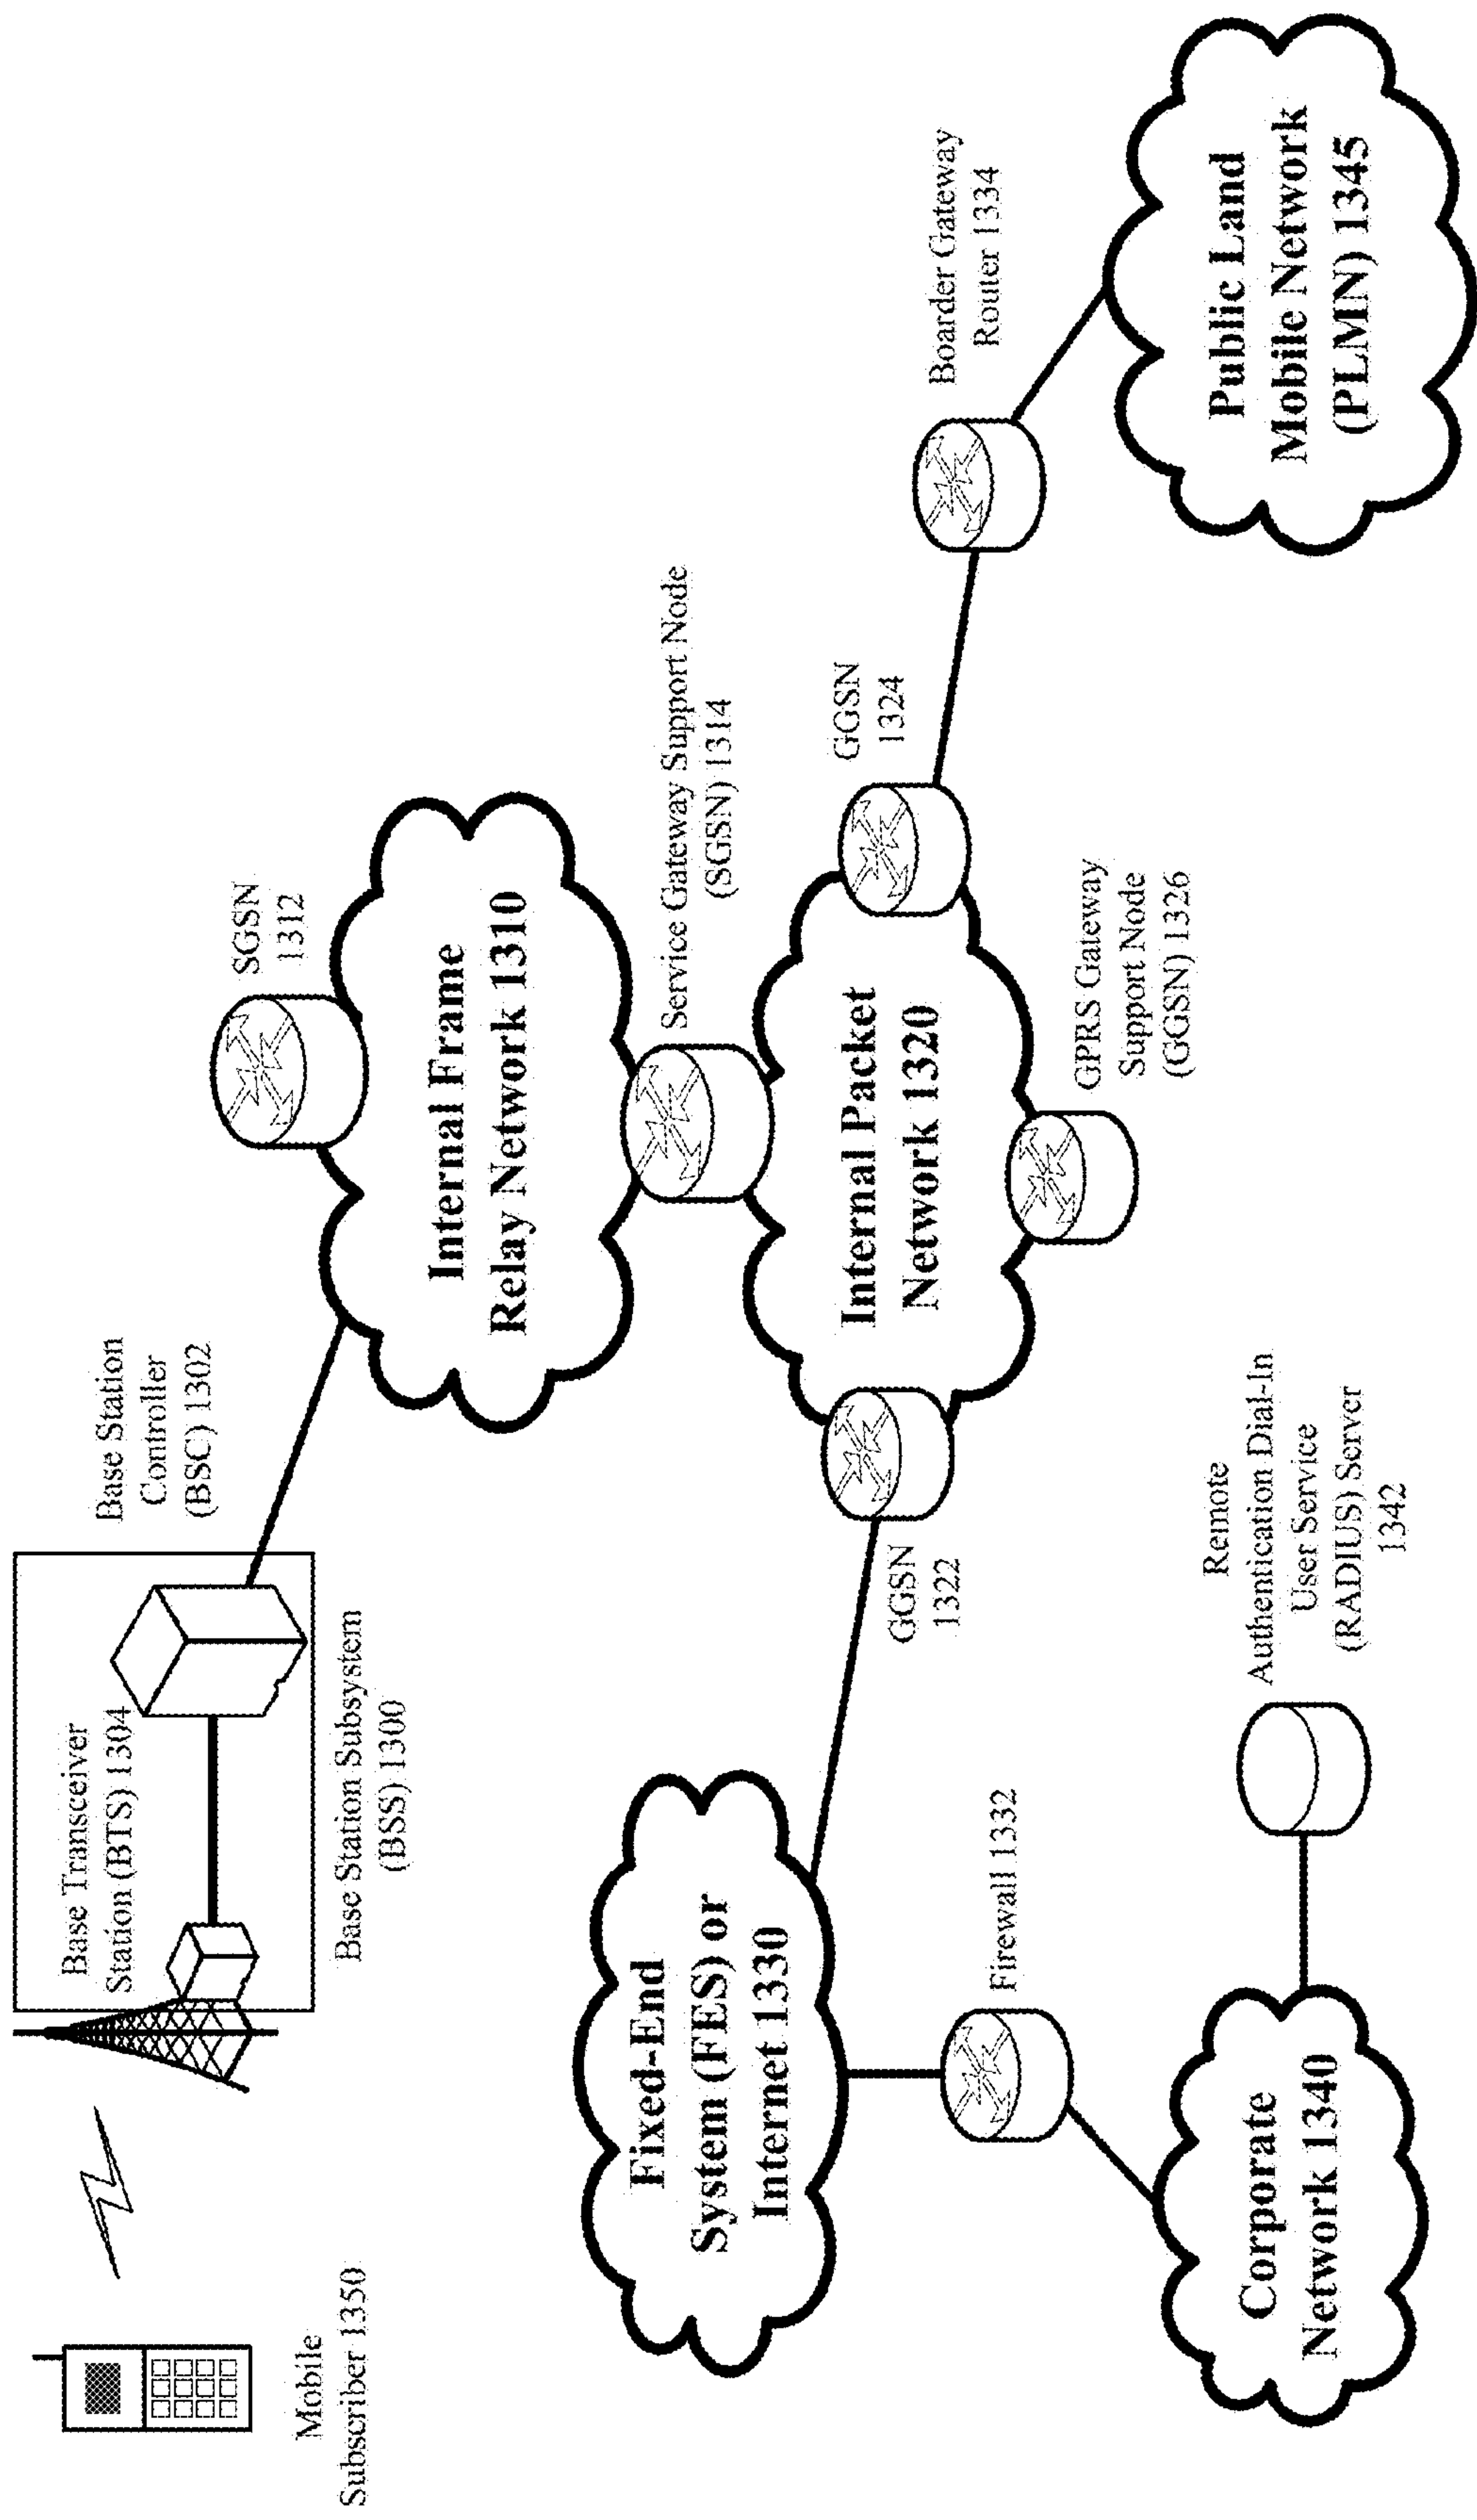 Mobile
Subscriber 1350
Base Transceiver
Station (BTS) 1304
Base Station Subsystem
(BSS) 1300
Base Station
Controller
(BSC) 1302
SGSN
1312
Internal Frame
Relay Network 1310
Service Gateway Support Node
(SGSN) 1314
Fixed-End
System (FES) or
Internet 1330
GGSN
1322
Internal Packet
Network 1320
GGSN
1324
Boarder Gateway
Router 1334
Firewall 1332
GPRS Gateway
Support Node
(GGSN) 1326
Corporate
Network 1340
Remote
Authentication Dial-In
User Service
(RADIUS) Server
1342
Public Land
Mobile Network
(PLMN) 1345